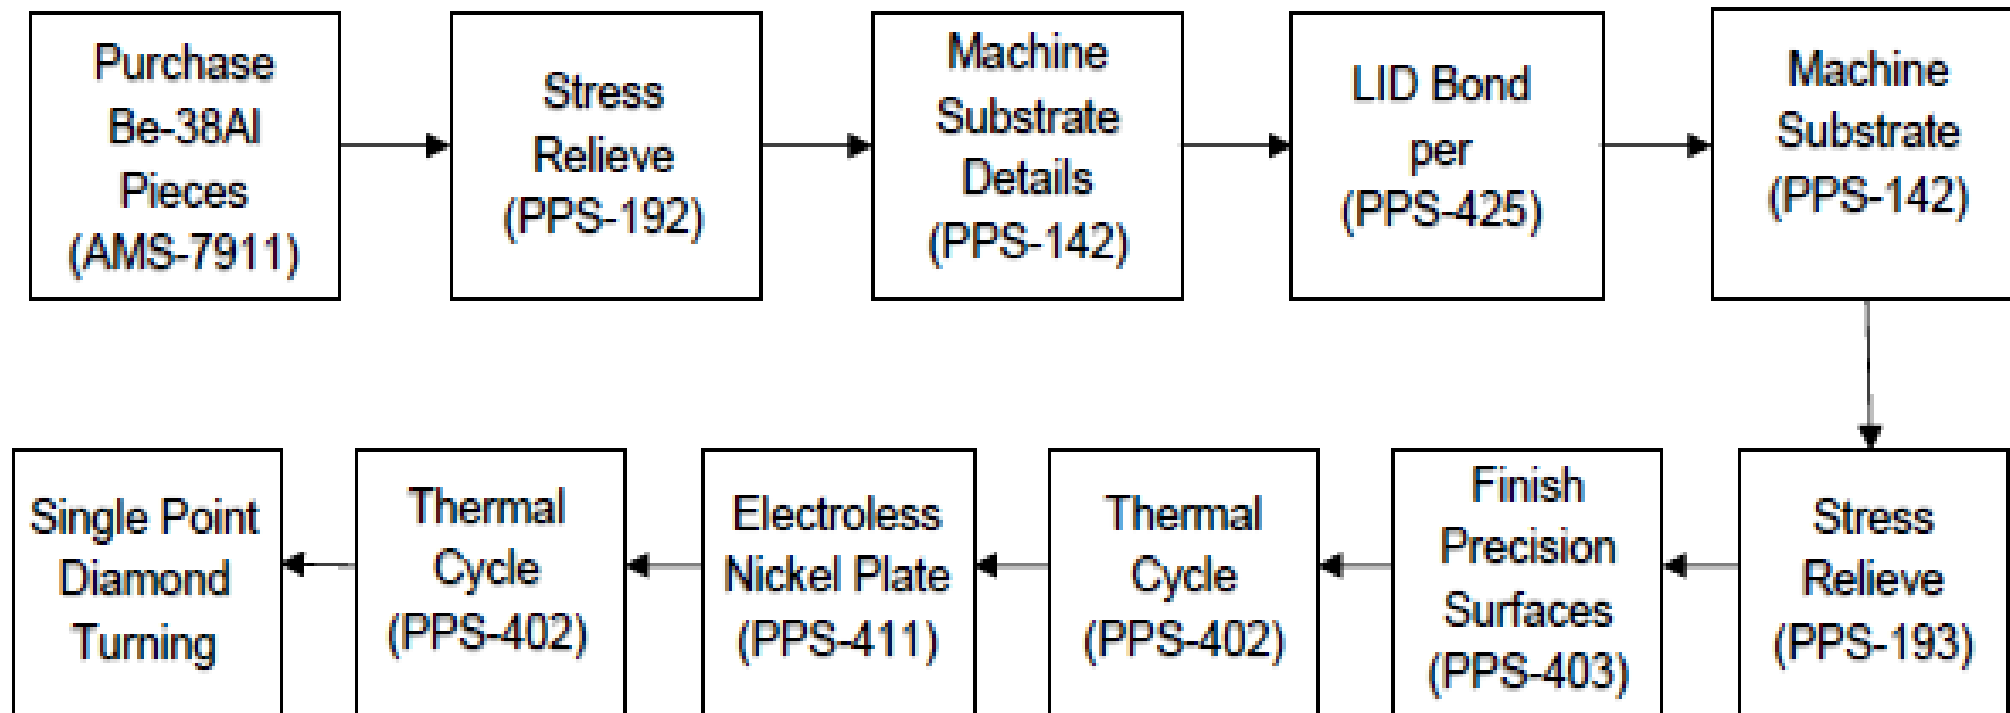 Purchase
Be-38Al
Pieces
(AMS-7911)
Stress
Relieve
(PPS-192)
Machine
Substrate
Details
(PPS-142)
LID Bond
per
(PPS-425)
Machine
Substrate
(PPS-142)
Stress
Relieve
(PPS-193)
Finish
Precision
Surfaces
(PPS-403)
Thermal
Cycle
(PPS-402)
Electroless
Nickel Plate
(PPS-411)
Thermal
Cycle
(PPS-402)
Single Point
Diamond
Turning